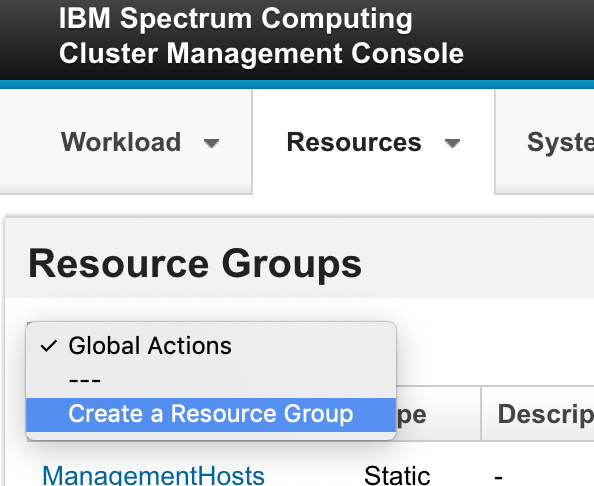 IBM Spectrum Computing
Cluster Management Console
Workload Resources Syste
Resource Groups
✓ Global Actions
---
Create a Resource Group
pe Descrip
ManagementHosts Static -